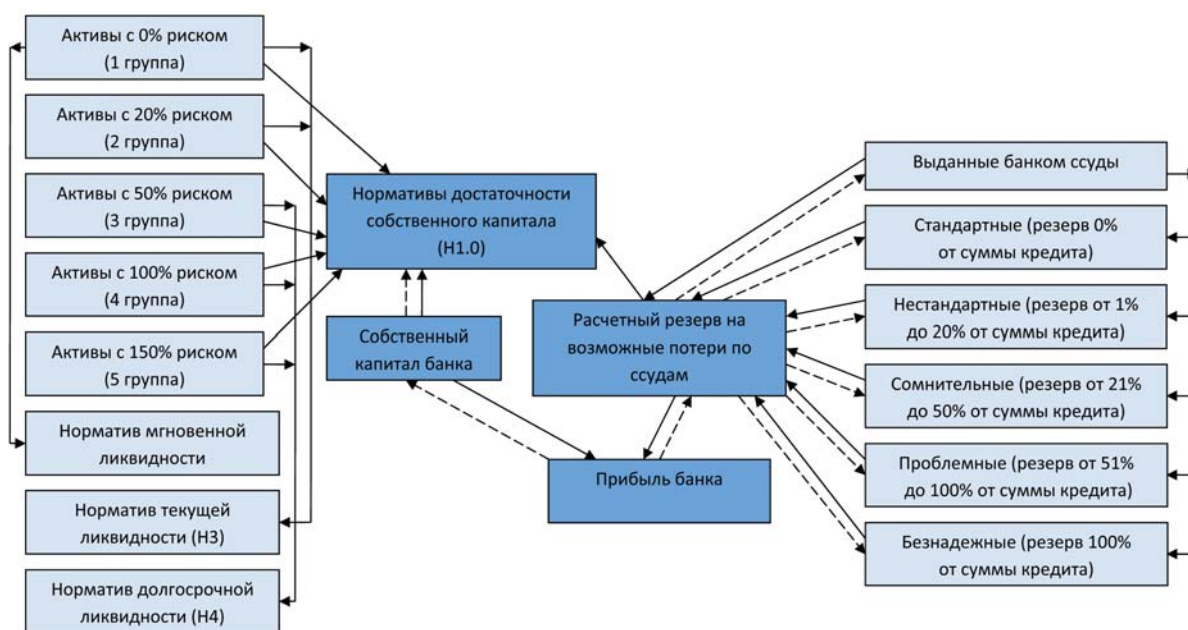 Активы с 0% риском
(1 группа)
Активы с 20% риском
(2 группа)
Активы с 50% риском
(3 группа)
Активы с 100% риском
(4 группа)
Активы с 150% риском
(5 группа)
Норматив мгновенной
ликвидности
Норматив текущей
ликвидности (Н3)
Норматив долгосрочной
ликвидности (Н4)
Нормативы достаточности
собственного капитала
(Н1.0)
Собственный
капитал банка
Расчетный резерв на
возможные потери по
ссудам
Прибыль банка
Выданные банком ссуды
Стандартные (резерв 0%
от суммы кредита)
Нестандартные (резерв от 1%
до 20% от суммы кредита)
Сомнительные (резерв от 21%
до 50% от суммы кредита)
Проблемные (резерв от 51%
до 100% от суммы кредита)
Безнадежные (резерв 100%
от суммы кредита)